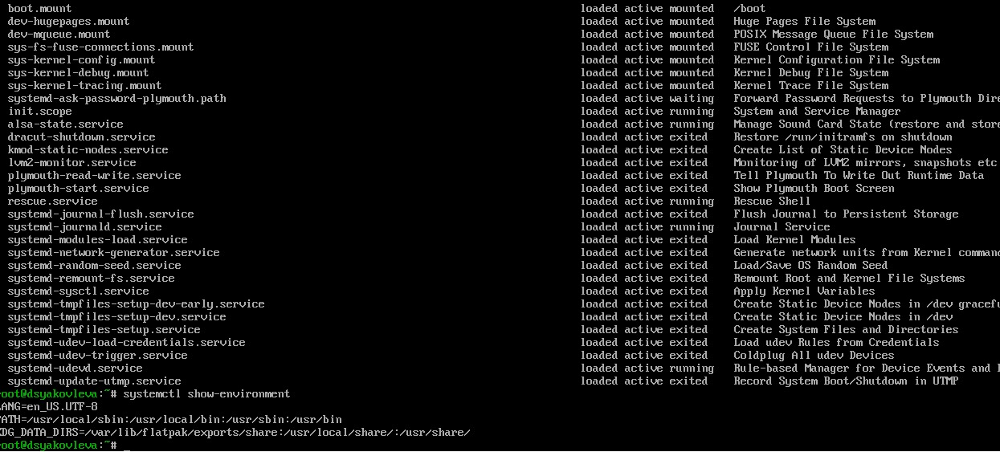 boot.mount loaded active mounted /boot
dev-hugepages.mount loaded active mounted Huge Pages File System
dev-mqueue.mount loaded active mounted POSIX Message Queue File System
sys-fs-fuse-connections.mount loaded active mounted FUSE Control File System
sys-kernel-config.mount loaded active mounted Kernel Configuration File System
sys-kernel-debug.mount loaded active mounted Kernel Debug File System
sys-kernel-tracing.mount loaded active mounted Kernel Trace File System
systemd-ask-password-plymouth.path loaded active waiting Forward Password Requests to Plymouth Dire
init.scope loaded active running System and Service Manager
alsa-state.service loaded active running Manage Sound Card State (restore and store
dracut-shutdown.service loaded active exited Restore /run/initramfs on shutdown
kmod-static-nodes.service loaded active exited Create List of Static Device Nodes
lvm2-monitor.service loaded active exited Monitoring of LVM2 mirrors, snapshots etc
plymouth-read-write.service loaded active exited Tell Plymouth To Write Out Runtime Data
plymouth-start.service loaded active exited Show Plymouth Boot Screen
rescue.service loaded active running Rescue Shell
systemd-journal-flush.service loaded active exited Flush Journal to Persistent Storage
systemd-journald.service loaded active running Journal Service
systemd-modules-load.service loaded active exited Load Kernel Modules
systemd-network-generator.service loaded active exited Generate network units from Kernel command
systemd-random-seed.service loaded active exited Load/Save OS Random Seed
systemd-remount-fs.service loaded active exited Remount Root and Kernel File Systems
systemd-sysctl.service loaded active exited Apply Kernel Variables
systemd-tmpfiles-setup-dev-early.service loaded active exited Create Static Device Nodes in /dev gracefu
systemd-tmpfiles-setup-dev.service loaded active exited Create Static Device Nodes in /dev
systemd-tmpfiles-setup.service loaded active exited Create System Files and Directories
systemd-udev-load-credentials.service loaded active exited Load udev Rules from Credentials
systemd-udev-trigger.service loaded active exited Coldplug All udev Devices
systemd-udevd.service loaded active running Rule-based Manager for Device Events and
systemd-update-utmp.service loaded active exited Record System Boot/Shutdown in UTMP
root@dsyakovleva:~# systemctl show-environment
LANG=en_US.UTF-8
PATH=/usr/local/sbin:/usr/local/bin:/usr/sbin:/usr/bin
XDG_DATA_DIRS=/var/lib/flatpak/exports/share:/usr/local/share/:/usr/share/
root@dsyakovleva:~# _